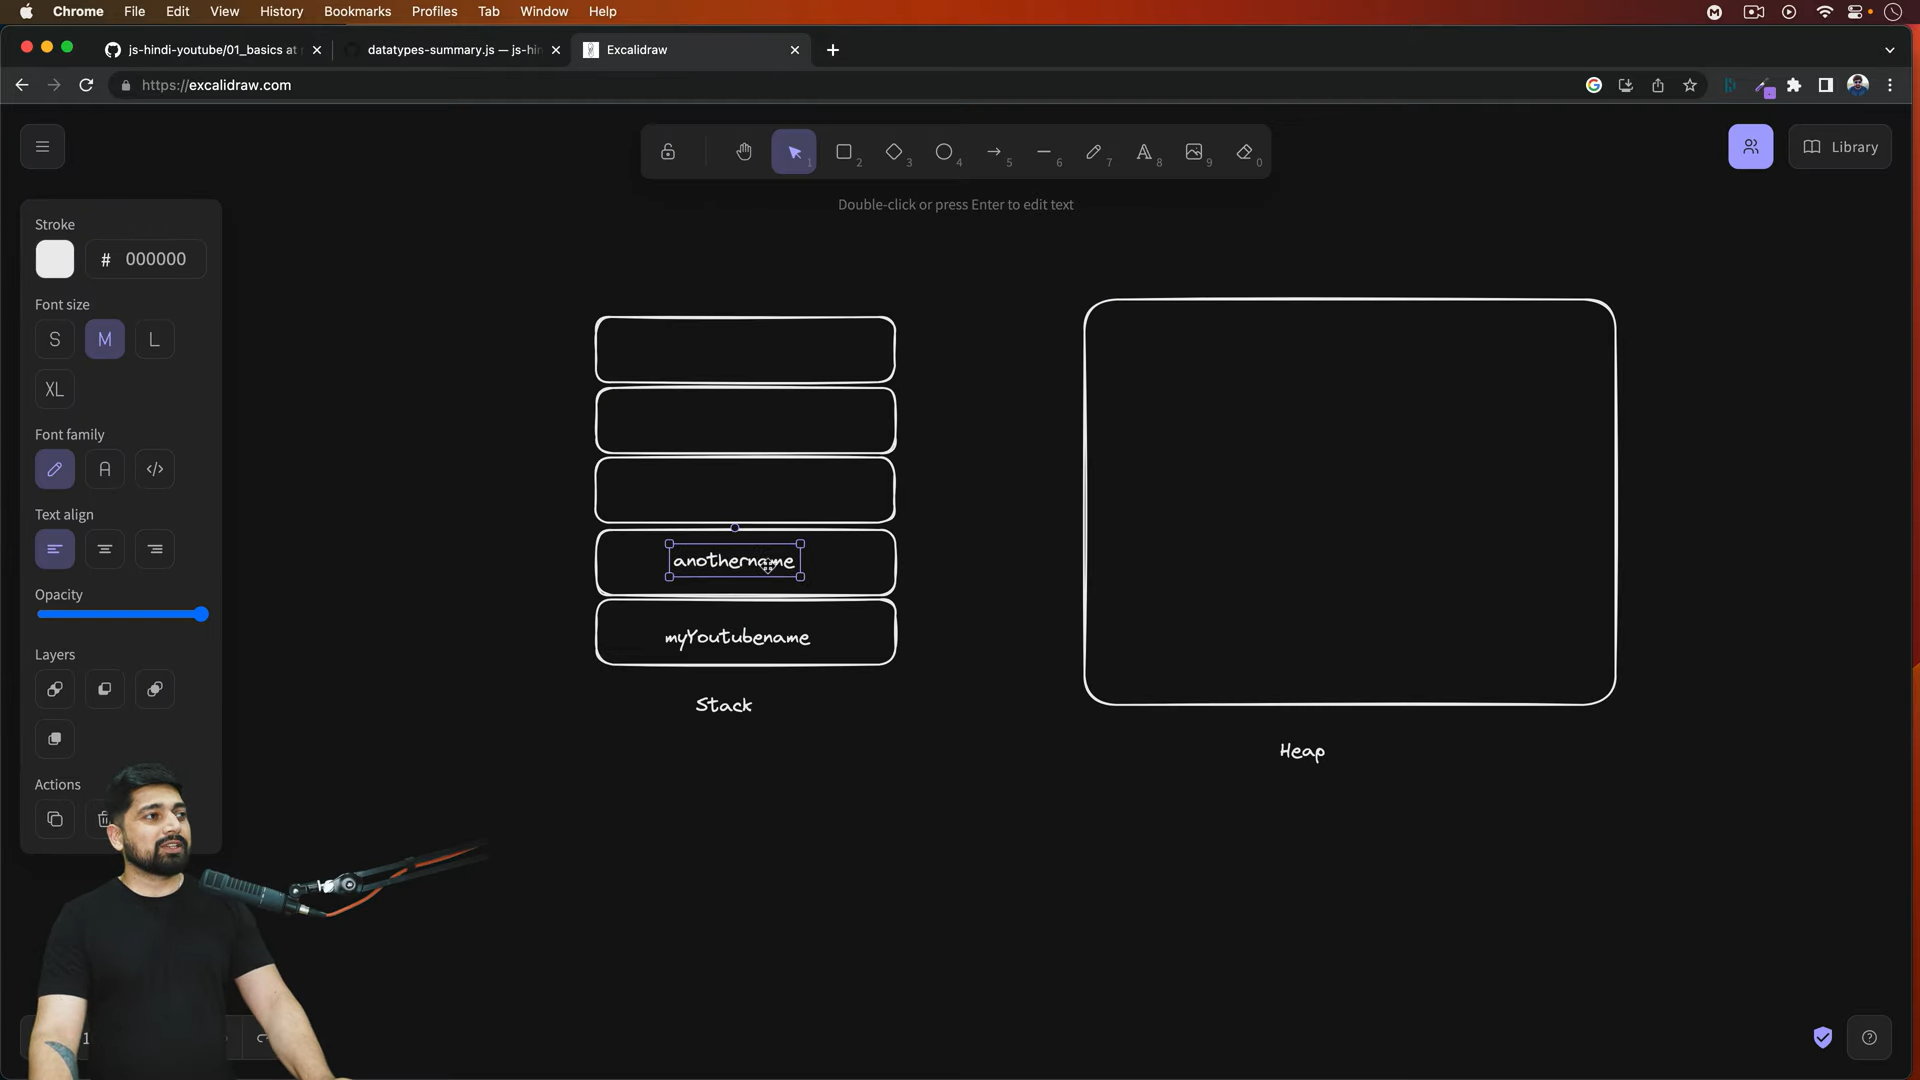 Chrome File Edit View History Bookmarks Profiles Tab Window Help
js-hindi-youtube/01_basics at
datatypes-summary.js — js-hin
Excalidraw
https://excalidraw.com
1 2 3 4 5 6 7 8 9 0
Library
Double-click or press Enter to edit text
Stroke
# 000000
Font size
S M L
XL
Font family
A
Text align
Opacity
Layers
Actions
anothername
myYoutubename
Stack
Heap